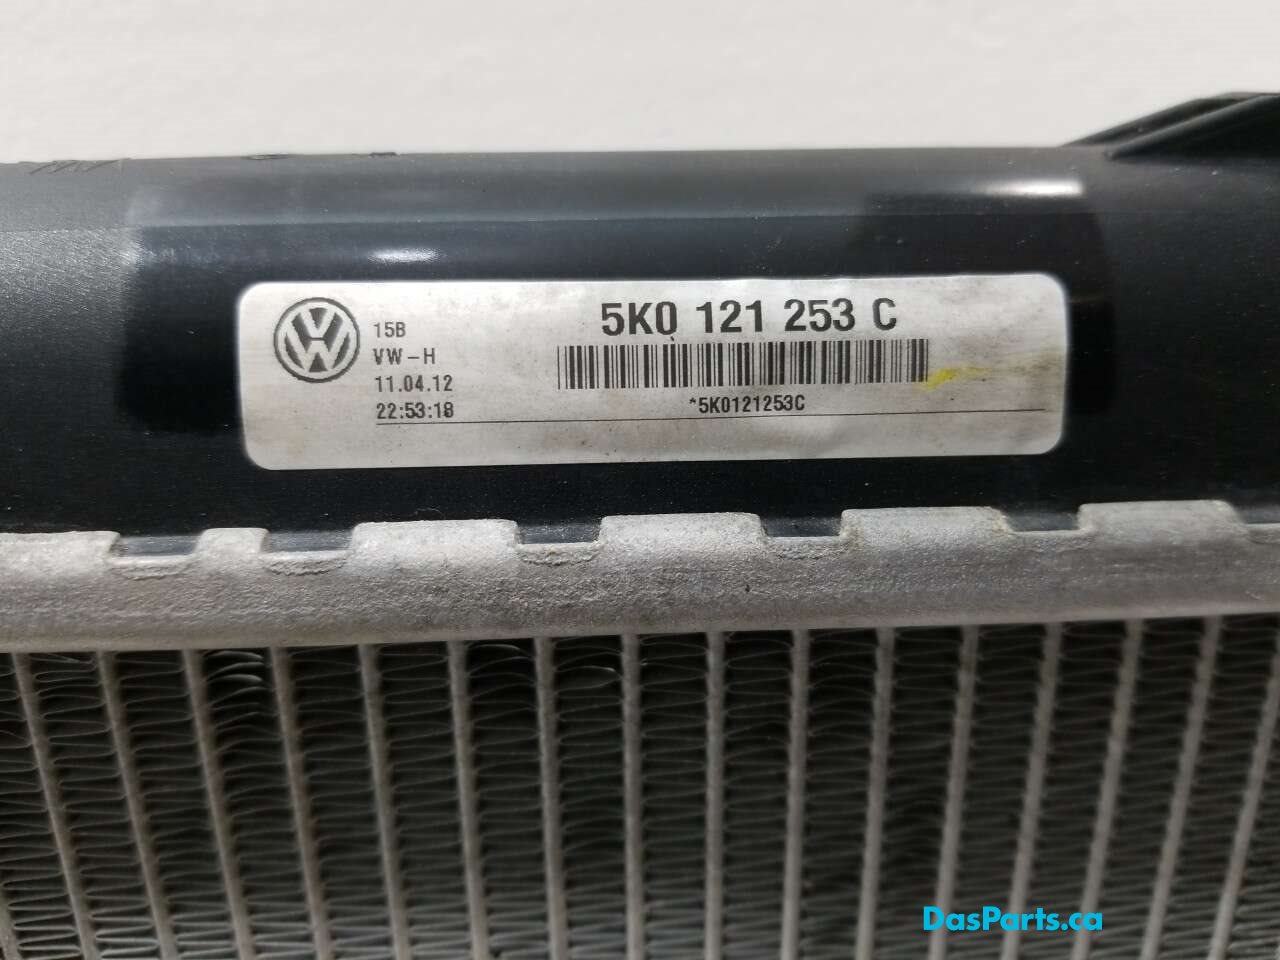 5K0 121 253 C
15B
VW-H
11.04.12
22:53:18
*5K0121253C
DasParts.ca